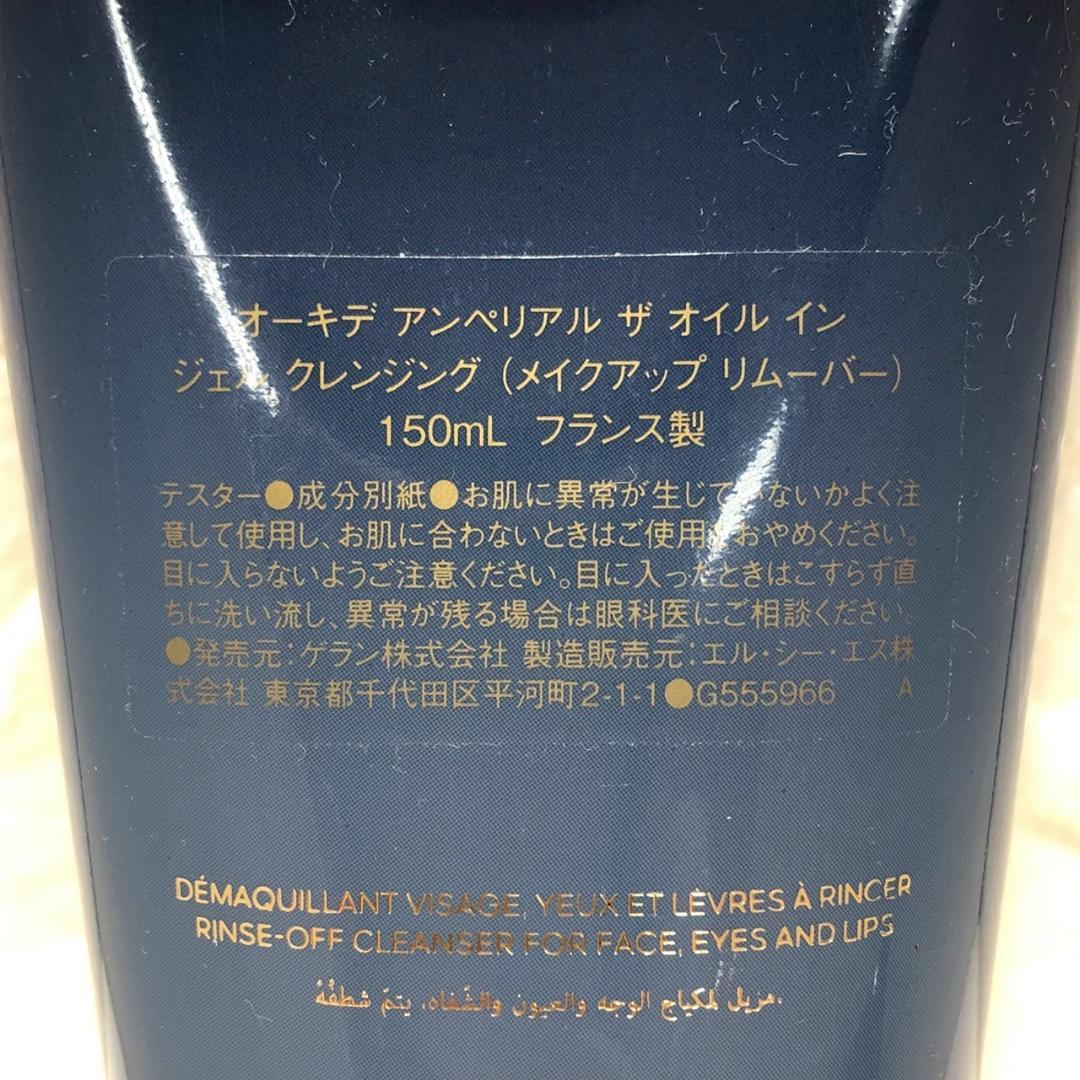 オーキデ アンペリアル ザ オイル イン
ジェル クレンジング (メイクアップ リムーバー)
150mL フランス製
テスター●成分別紙●お肌に異常が生じていないかよく注
意して使用し、お肌に合わないときはご使用をおやめください。
目に入らないようご注意ください。目に入ったときはこすらず直
ちに洗い流し、異常が残る場合は眼科医にご相談ください。
●発売元:ゲラン株式会社 製造販売元:エル・シー・エス株
式会社 東京都千代田区平河町2-1-1●G555966 A
DÉMAQUILLANT VISAGE, YEUX ET LÈVRES À RINCER
RINSE-OFF CLEANSER FOR FACE, EYES AND LIPS
مزيل لمكياج الوجه والعيون والشّفاه، يتمّ شطفُهُ.